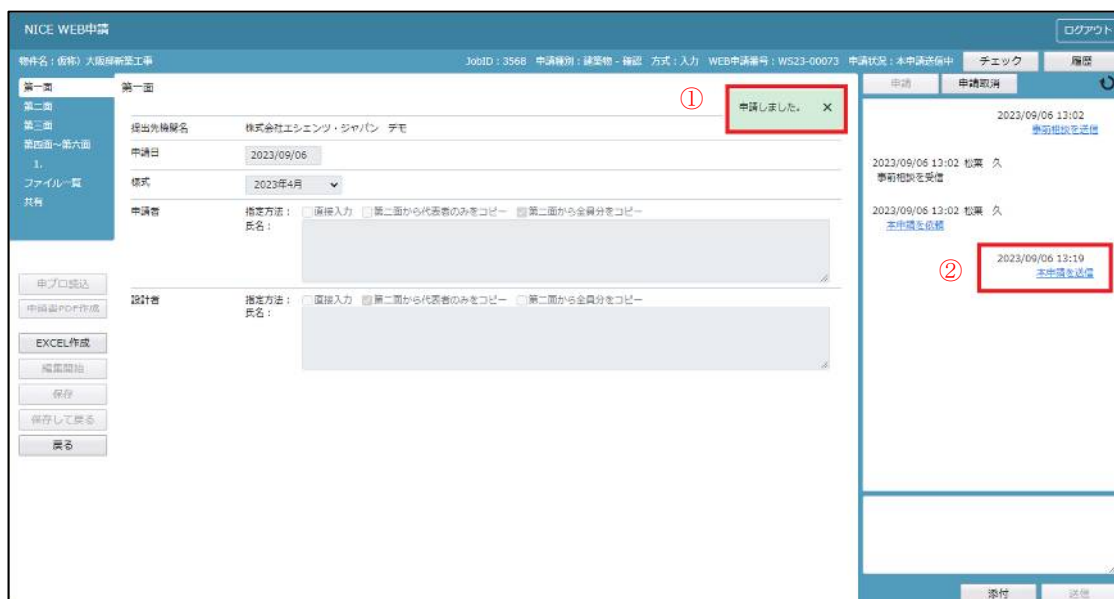 NICE WEB申請
ログアウト
物件名：仮称）大阪邸新築工事
JobID：3568 申請種別：建築物 - 確認 方式：入力 WEB申請番号：WS23-00073 申請状況：本申請送信中
チェック
履歴
第一面
第二面
第三面
第四面～第六面
1.
ファイル一覧
共有
申プロ読込
申請書PDF作成
EXCEL作成
編集開始
保存
保存して戻る
戻る
第一面
①
申請しました。 ×
提出先機関名 株式会社エシェンツ・ジャパン デモ
申請日 2023/09/06
様式 2023年4月
申請者 指定方法： 直接入力 第二面から代表者のみをコピー 第二面から全員分をコピー
氏名：
設計者 指定方法： 直接入力 第二面から代表者のみをコピー 第二面から全員分をコピー
氏名：
申請 申請取消
2023/09/06 13:02
事前相談を送信
2023/09/06 13:02 松葉 久
事前相談を受信
2023/09/06 13:02 松葉 久
本申請を依頼
②
2023/09/06 13:19
本申請を送信
添付 送信